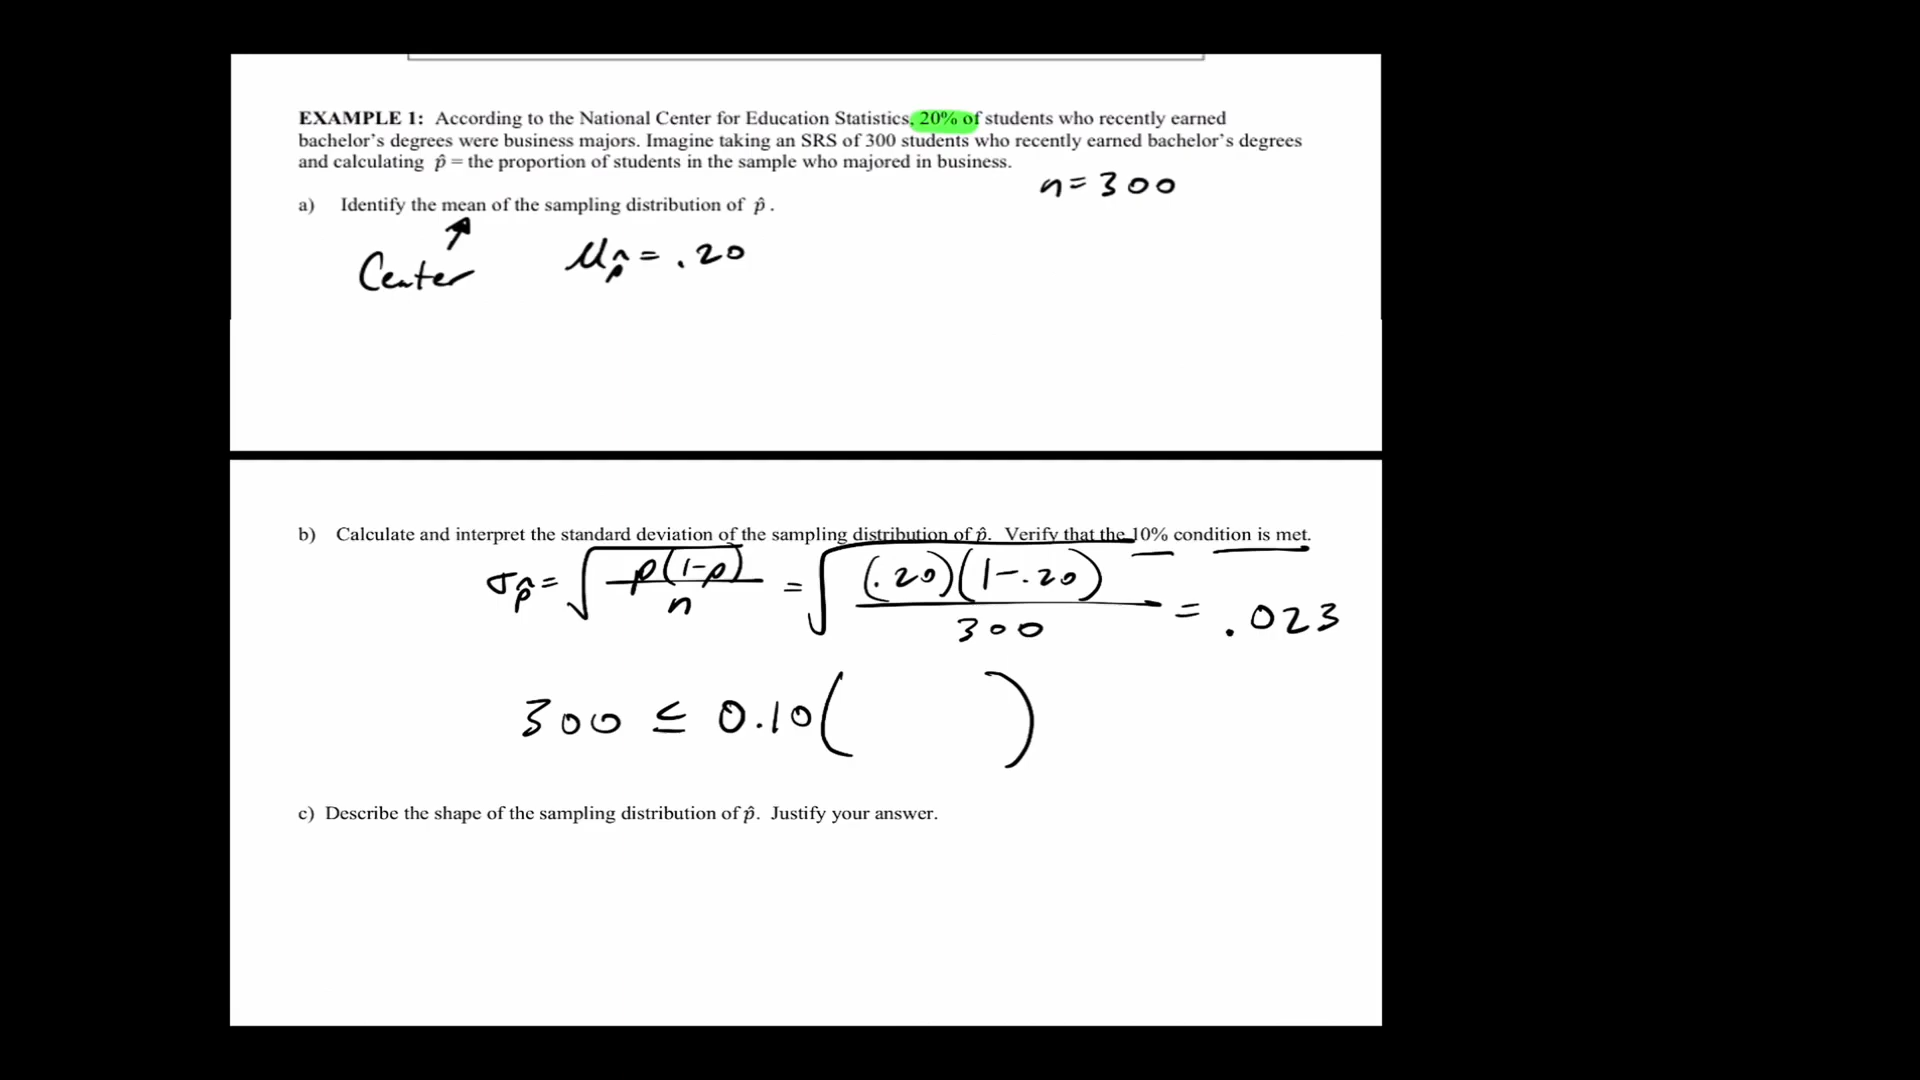 EXAMPLE 1: According to the National Center for Education Statistics, 20% of students who recently earned
bachelor's degrees were business majors. Imagine taking an SRS of 300 students who recently earned bachelor's degrees
and calculating p̂ = the proportion of students in the sample who majored in business.
n = 300
a) Identify the mean of the sampling distribution of p̂.
Center μp̂ = .20
b) Calculate and interpret the standard deviation of the sampling distribution of p̂. Verify that the 10% condition is met.
σp̂ = √(p(1-p)/n) = √((.20)(1-.20)/300) = .023
300 ≤ 0.10( )
c) Describe the shape of the sampling distribution of p̂. Justify your answer.